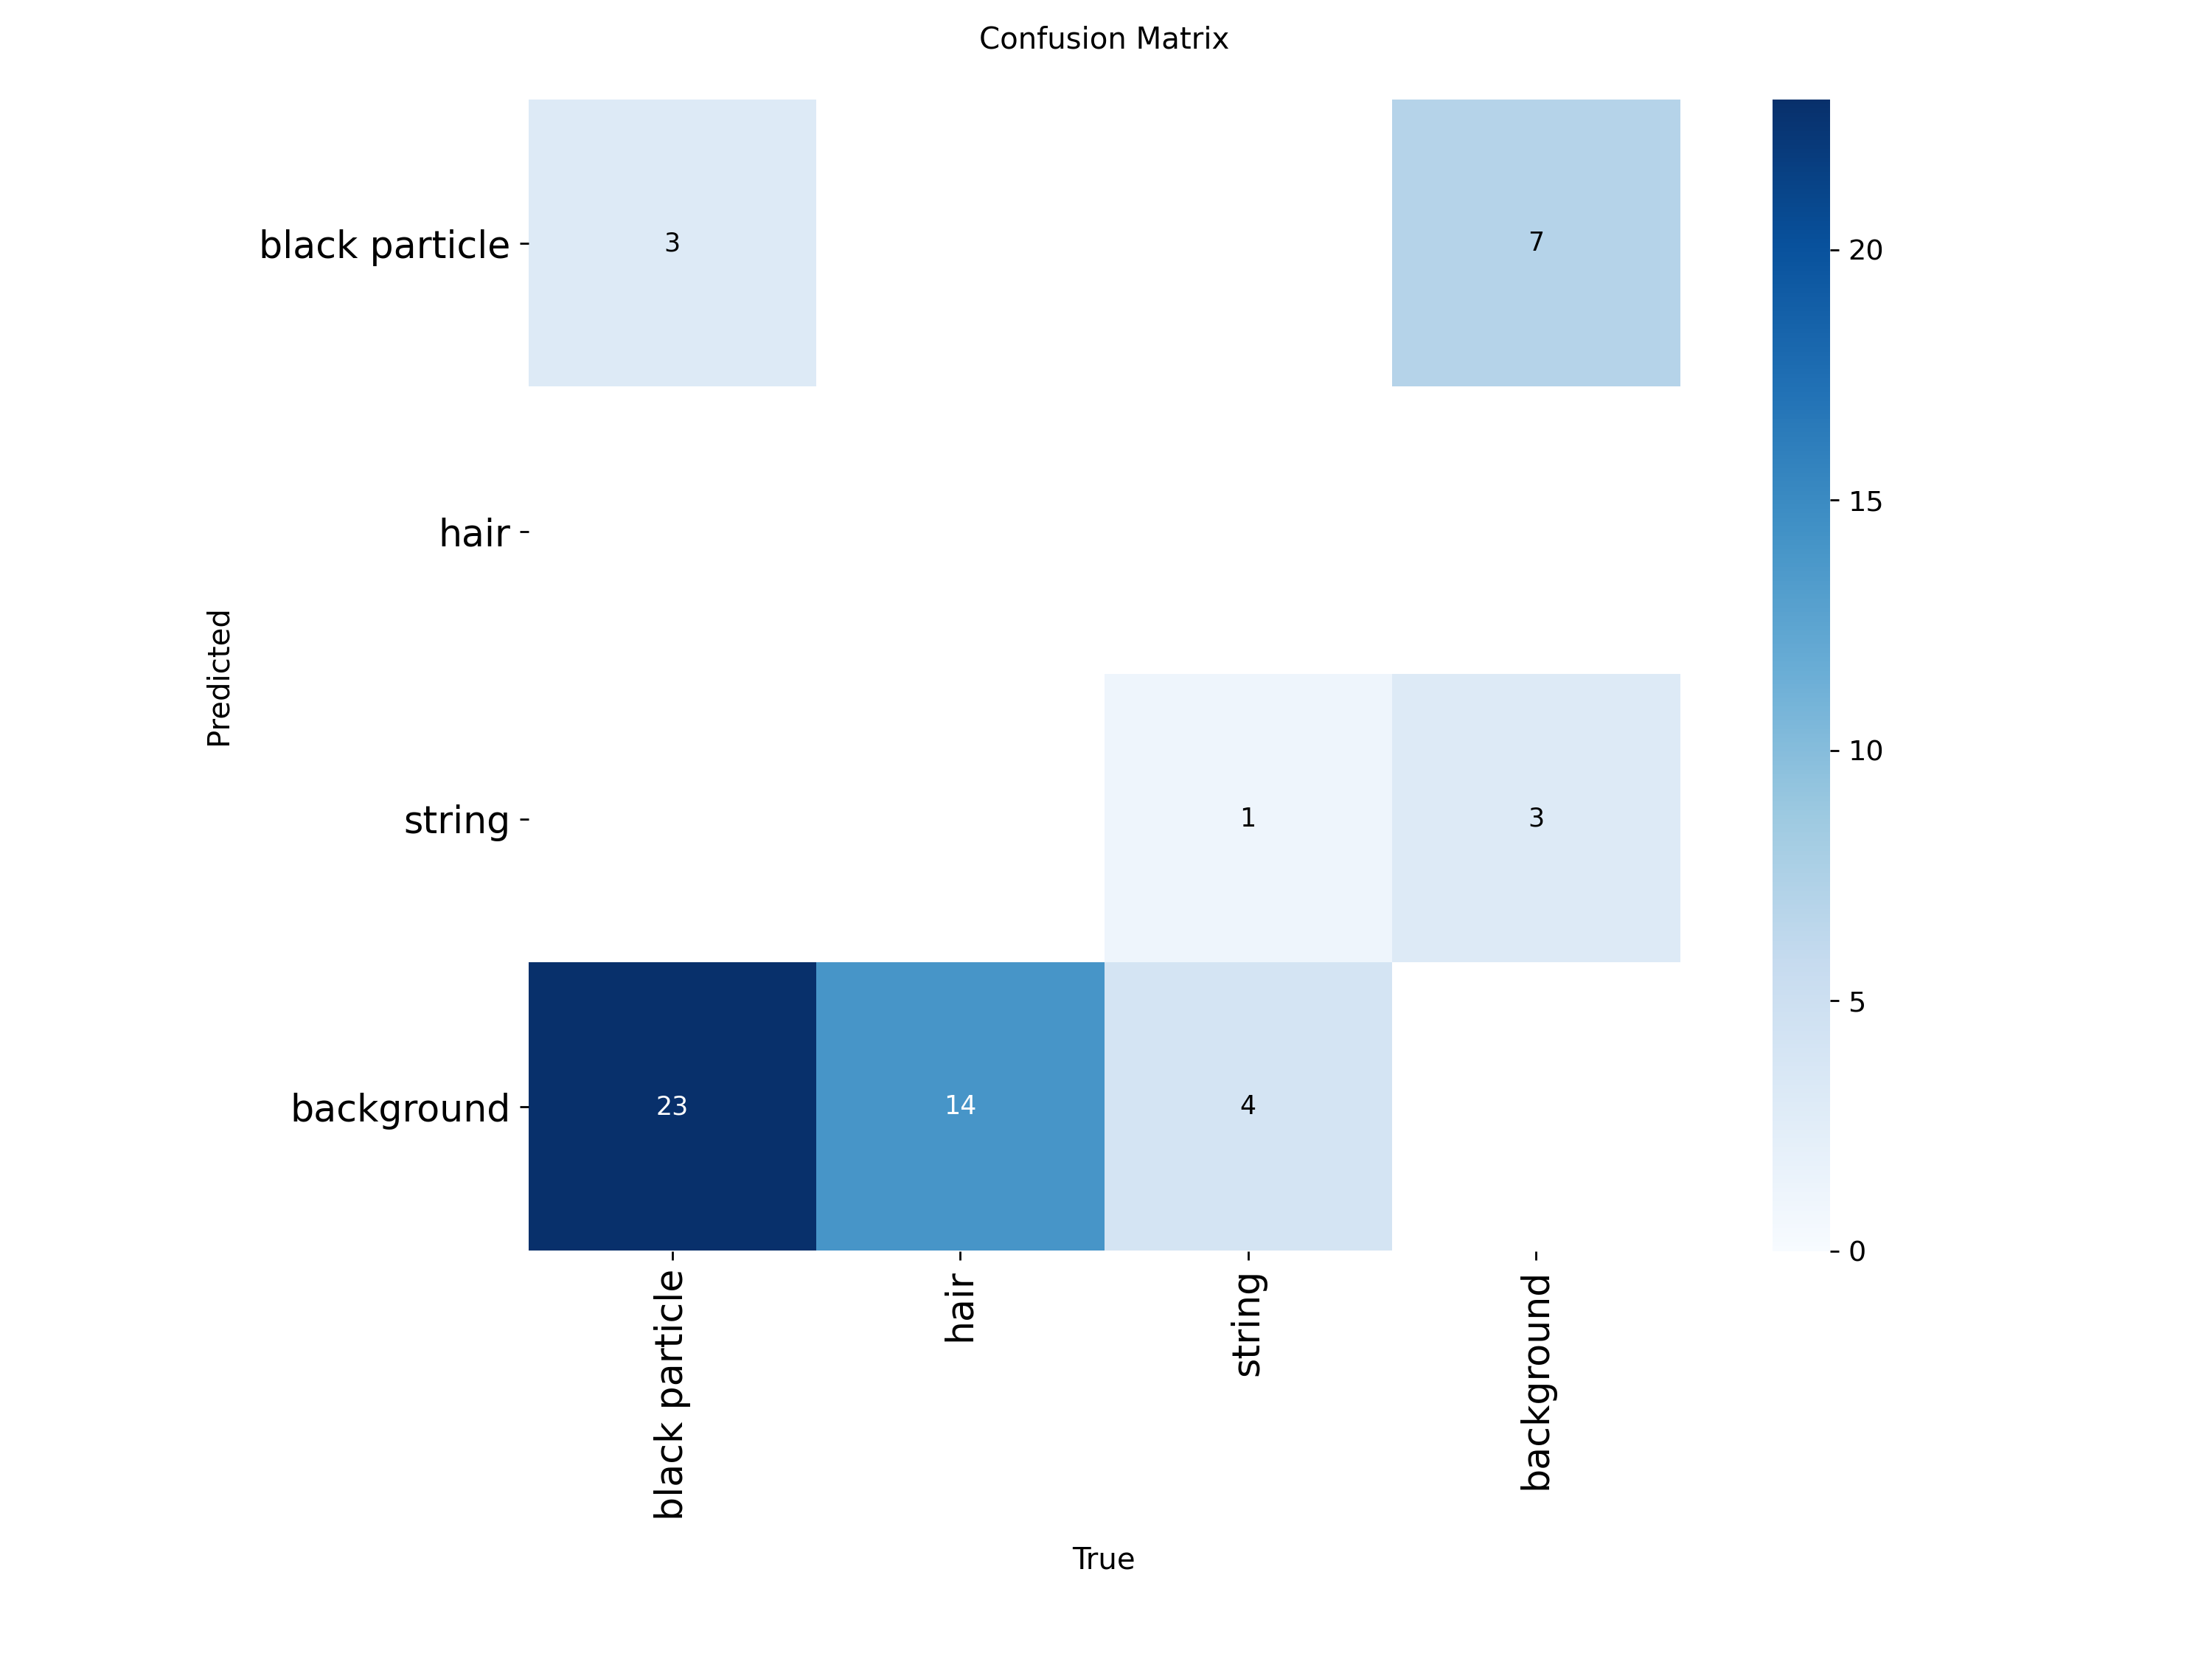 Confusion Matrix
black particle
hair
string
background
Predicted
3
7
1
3
23
14
4
black particle
hair
string
background
True
20
15
10
5
0